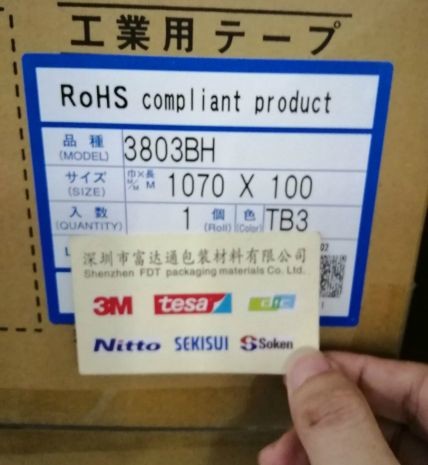 工業用テープ
RoHS compliant product
品種 (MODEL) 3803BH
サイズ (SIZE) 巾×長 M/M M 1070 X 100
入数 (QUANTITY) 1 個 (Roll) 色 (Color) TB3
L
02
深圳市富达通包装材料有限公司
Shenzhen FDT packaging materials Co. Ltd.
3M tesa dic
Nitto SEKISUI Soken